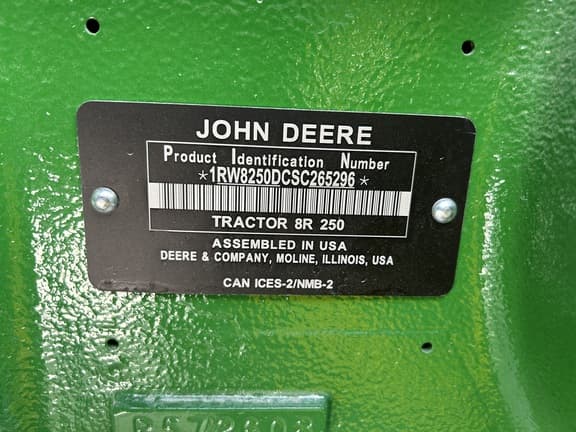 JOHN DEERE
Product Identification Number
*1RW8250DCSC265296*
TRACTOR 8R 250
ASSEMBLED IN USA
DEERE & COMPANY, MOLINE, ILLINOIS, USA
CAN ICES-2/NMB-2